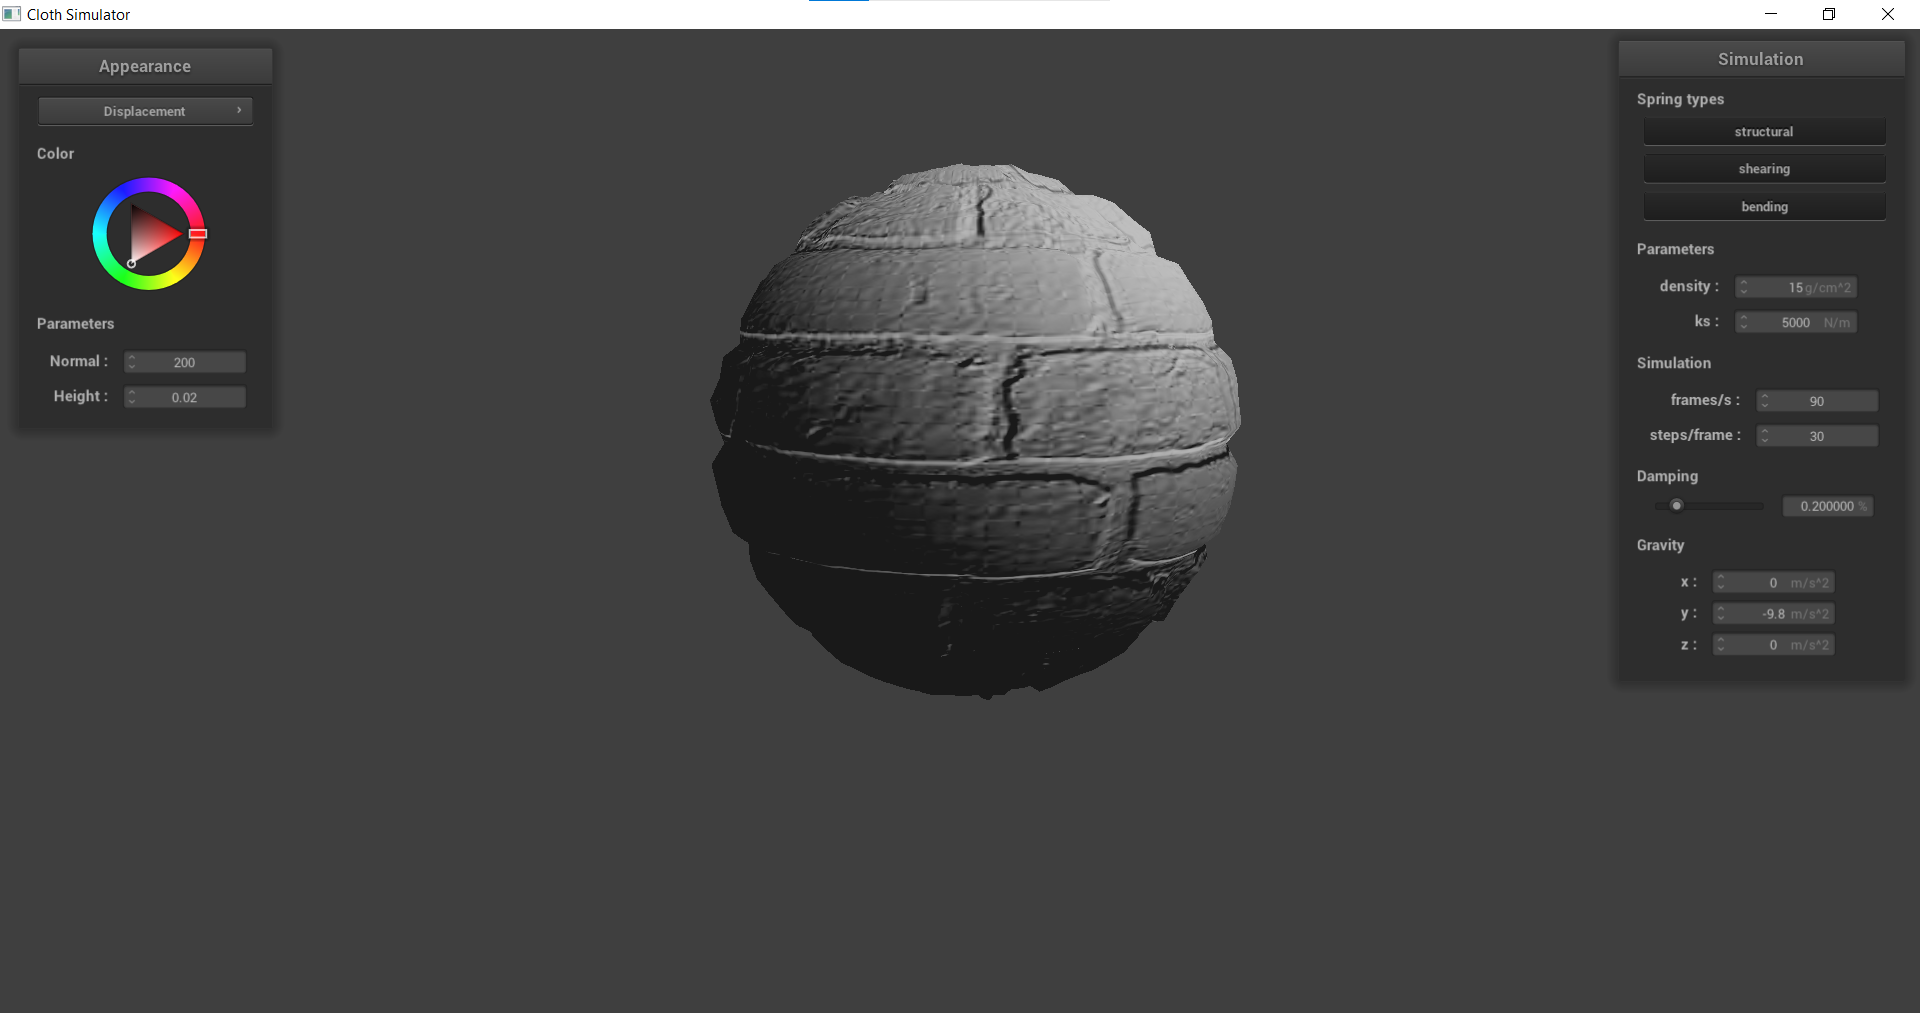 Cloth Simulator
Appearance
Displacement
Color
Parameters
Normal : 200
Height : 0.02
Simulation
Spring types
structural
shearing
bending
Parameters
density : 15 g/cm^2
ks : 5000 N/m
Simulation
frames/s : 90
steps/frame : 30
Damping
0.200000 %
Gravity
x : 0 m/s^2
y : -9.8 m/s^2
z : 0 m/s^2